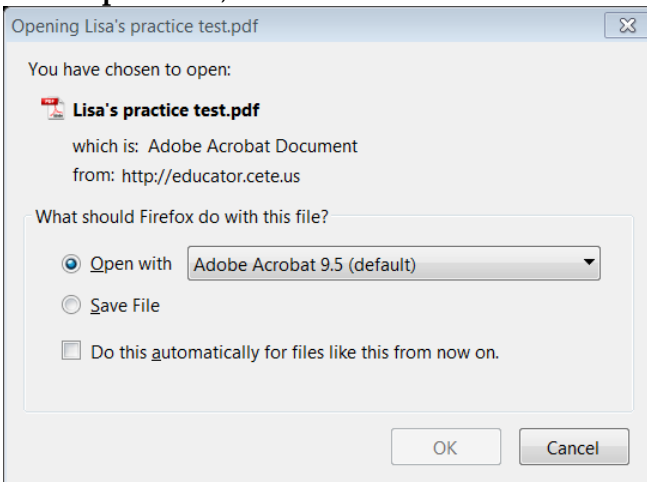 Opening Lisa's practice test.pdf
You have chosen to open:
Lisa's practice test.pdf
which is: Adobe Acrobat Document
from: http://educator.cete.us
What should Firefox do with this file?
Open with Adobe Acrobat 9.5 (default)
Save File
Do this automatically for files like this from now on.
OK Cancel